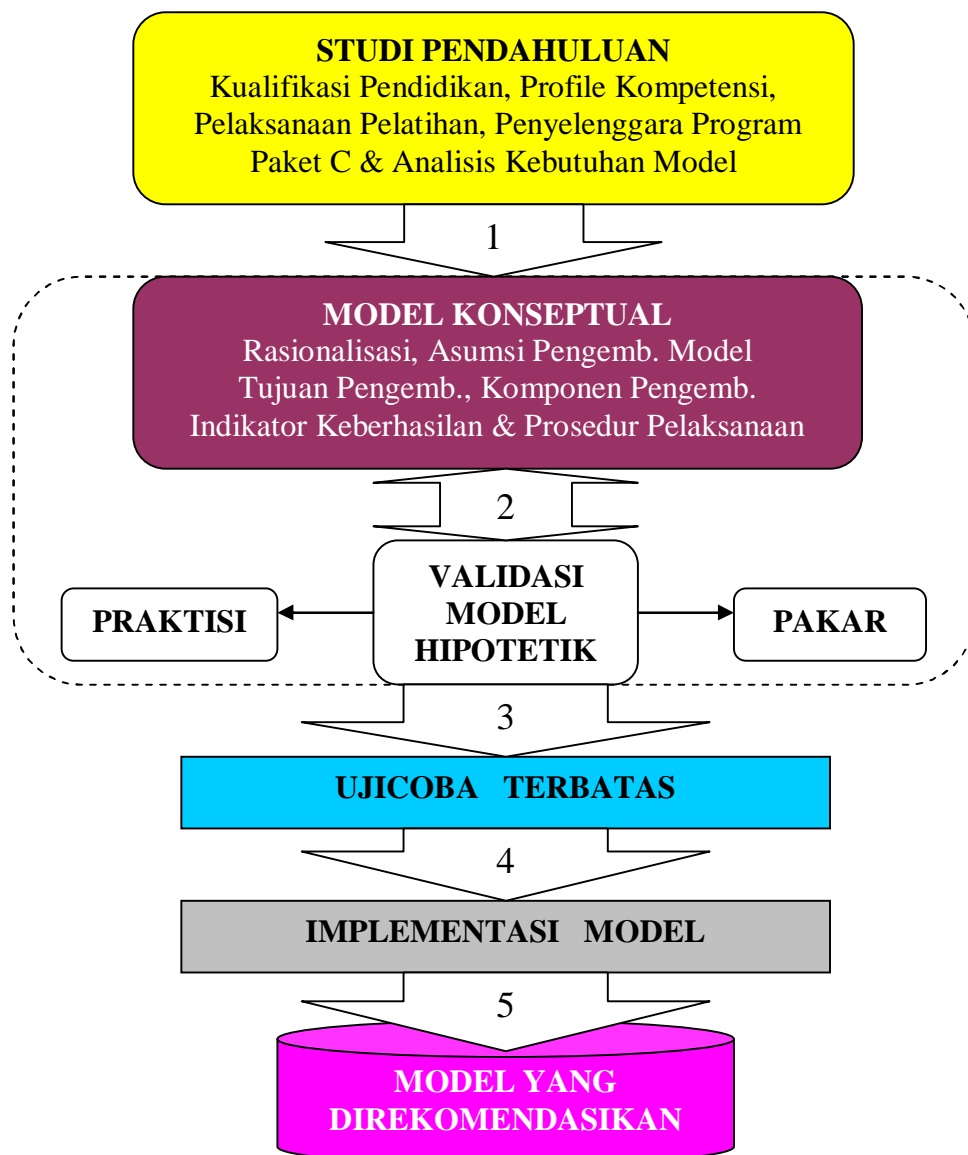 STUDI PENDAHULUAN
Kualifikasi Pendidikan, Profile Kompetensi,
Pelaksanaan Pelatihan, Penyelenggara Program
Paket C & Analisis Kebutuhan Model
1
MODEL KONSEPTUAL
Rasionalisasi, Asumsi Pengemb. Model
Tujuan Pengemb., Komponen Pengemb.
Indikator Keberhasilan & Prosedur Pelaksanaan
2
VALIDASI
MODEL
HIPOTETIK
PRAKTISI
PAKAR
3
UJICOBA TERBATAS
4
IMPLEMENTASI MODEL
5
MODEL YANG
DIREKOMENDASIKAN